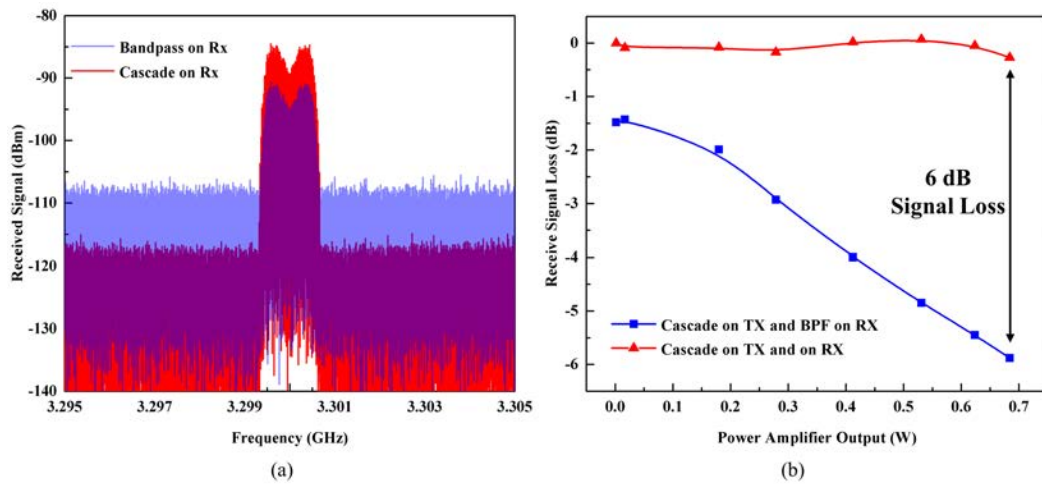 -80
-90
-100
-110
-120
-130
-140
Received Signal (dBm)
Bandpass on Rx
Cascade on Rx
3.295 3.297 3.299 3.301 3.303 3.305
Frequency (GHz)
(a)
0
-1
-2
-3
-4
-5
-6
Receive Signal Loss (dB)
6 dB
Signal Loss
Cascade on TX and BPF on RX
Cascade on TX and on RX
0.0 0.1 0.2 0.3 0.4 0.5 0.6 0.7
Power Amplifier Output (W)
(b)